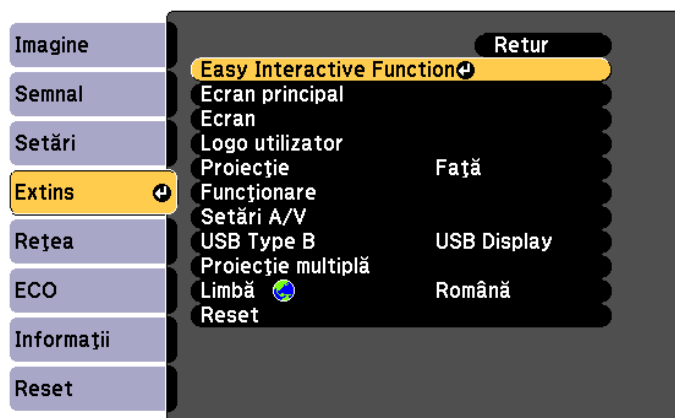 Imagine
Semnal
Setări
Extins
Reţea
ECO
Informaţii
Reset
Retur
Easy Interactive Function
Ecran principal
Ecran
Logo utilizator
Proiecţie Faţă
Funcţionare
Setări A/V
USB Type B USB Display
Proiecţie multiplă
Limbă Română
Reset